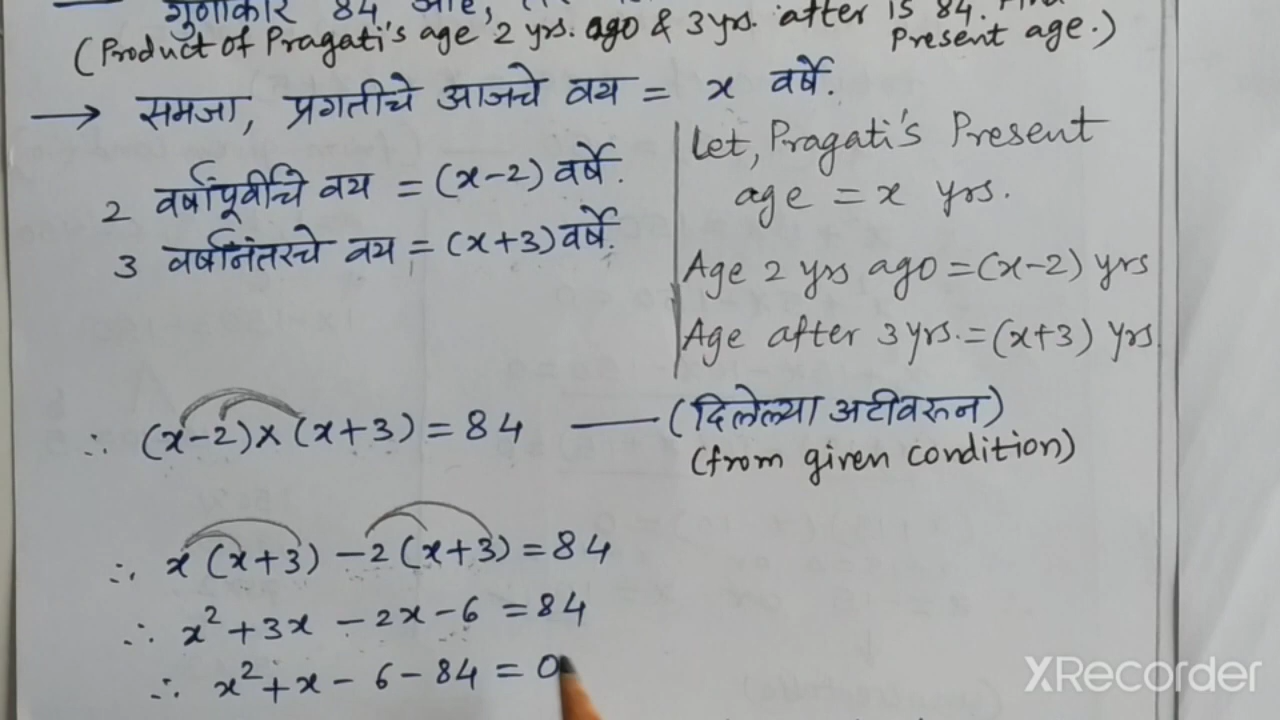 गुणाकार 84 आहे,
(Product of Pragati's age 2 yrs. ago & 3 yrs. after is 84. Find
Present age.)
→ समजा, प्रगतीचे आजचे वय = x वर्षे.
2 वर्षांपूर्वीचे वय = (x-2) वर्षे.
3 वर्षांनंतरचे वय = (x+3) वर्षे.
Let, Pragati's Present
age = x yrs.
Age 2 yrs ago = (x-2) yrs
Age after 3 yrs. = (x+3) yrs.
∴ (x-2)×(x+3) = 84 —— (दिलेल्या अटीवरून)
(from given condition)
∴ x (x+3) -2 (x+3) = 84
∴ x² +3x -2x -6 = 84
∴ x² +x - 6 - 84 = 0
XRecorder